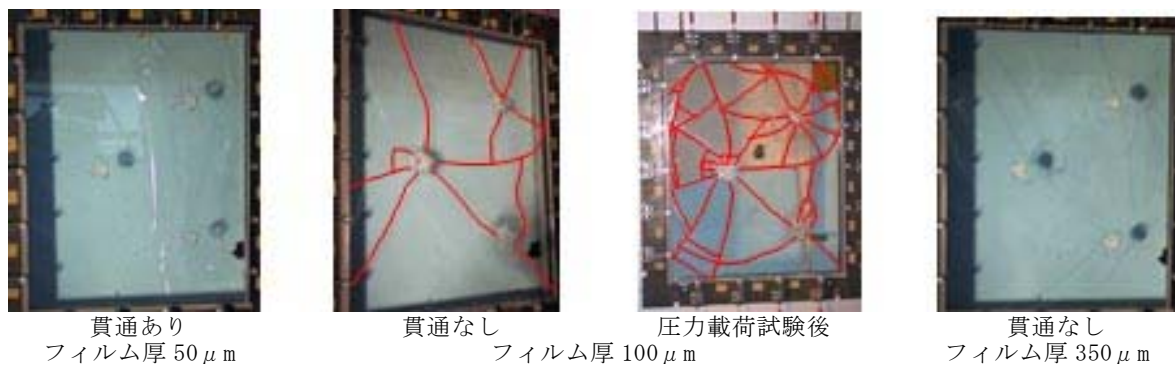 貫通あり
フィルム厚 50μm
貫通なし
圧力載荷試験後
フィルム厚 100μm
貫通なし
フィルム厚 350μm